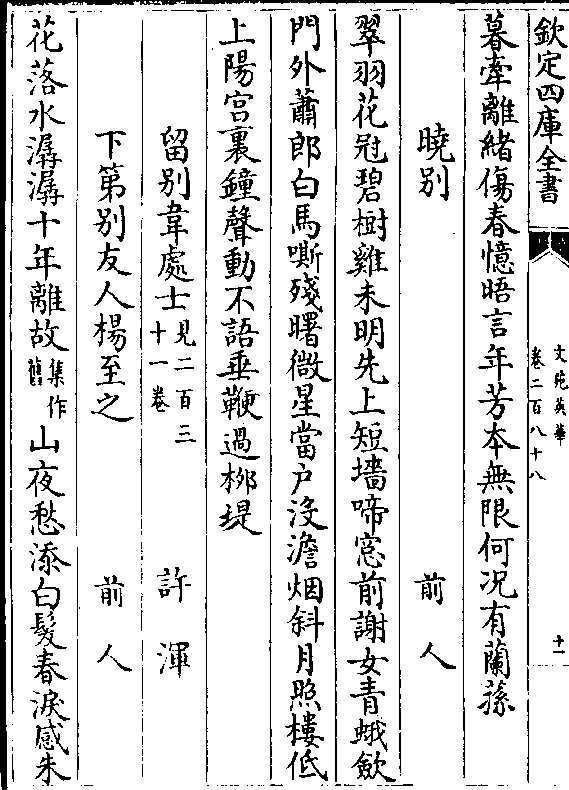 欽定四庫全書
文苑英華
卷二百八十八
十一
暮牽離緒傷春憶晤言年芳本無限何况有蘭蓀
曉別 前人
翠羽花冠碧樹雞未明先上短墻啼窓前謝女青蛾歛
門外蕭郎白馬嘶殘曙微星當户没澹烟斜月照樓低
上陽宫裏鐘聲動不語垂鞭過栁堤
留别韋處士見二百三十一卷 許渾
下第别友人楊至之 前人
花落水潺潺十年離故集作舊山夜愁添白髪春淚感朱